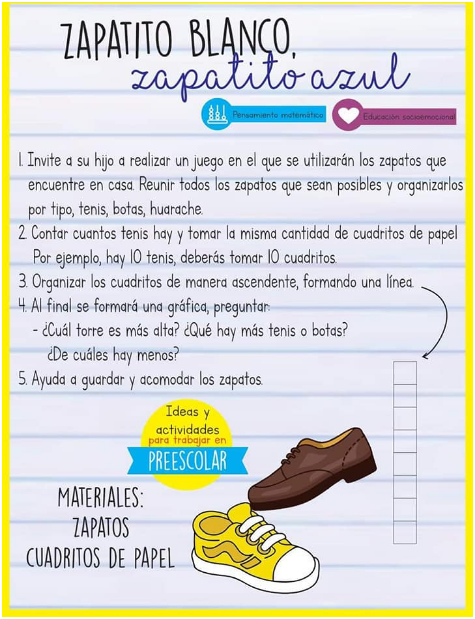 ZAPATITO BLANCO,
zapatito azul
Pensamiento matemático
Educación socioemocional
1. Invite a su hijo a realizar un juego en el que se utilizarán los zapatos que
encuentre en casa. Reunir todos los zapatos que sean posibles y organizarlos
por tipo, tenis, botas, huarache.
2. Contar cuantos tenis hay y tomar la misma cantidad de cuadritos de papel
Por ejemplo, hay 10 tenis, deberás tomar 10 cuadritos.
3. Organizar los cuadritos de manera ascendente, formando una línea.
4. Al final se formará una gráfica, preguntar:
- ¿Cuál torre es más alta? ¿Qué hay más tenis o botas?
¿De cuáles hay menos?
5. Ayuda a guardar y acomodar los zapatos.
Ideas y
actividades
para trabajar en
PREESCOLAR
MATERIALES:
ZAPATOS
CUADRITOS DE PAPEL